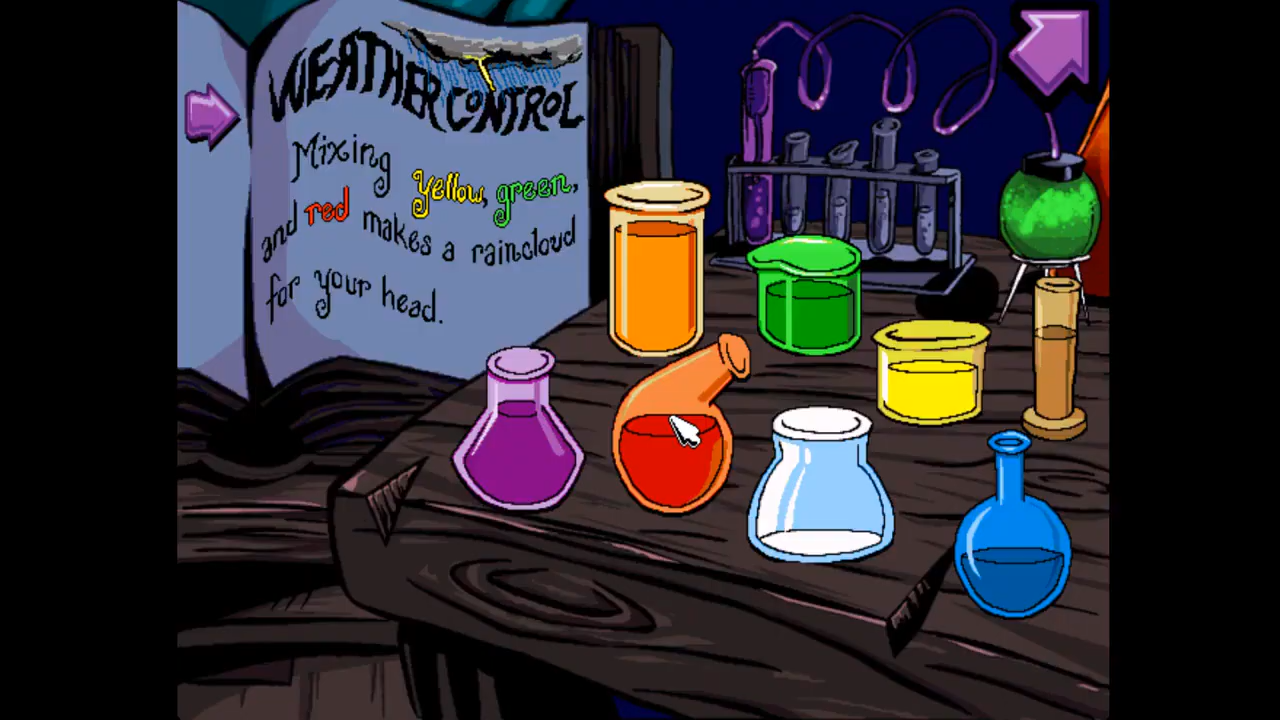 WEATHER CONTROL
Mixing yellow, green,
and red makes a raincloud
for your head.